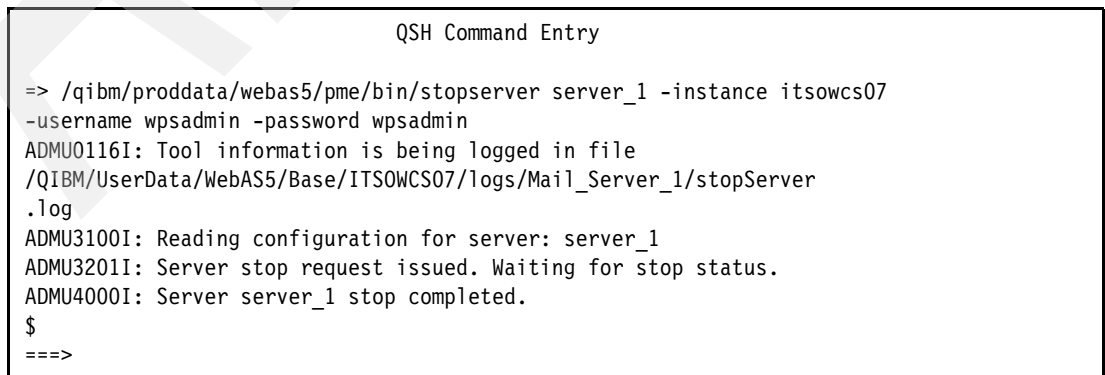 QSH Command Entry
=> /qibm/proddata/webas5/pme/bin/stopserver server_1 -instance itsowcs07
-username wpsadmin -password wpsadmin
ADMU0116I: Tool information is being logged in file
/QIBM/UserData/WebAS5/Base/ITSOWCS07/logs/Mail_Server_1/stopServer
.log
ADMU3100I: Reading configuration for server: server_1
ADMU3201I: Server stop request issued. Waiting for stop status.
ADMU4000I: Server server_1 stop completed.
$
===>